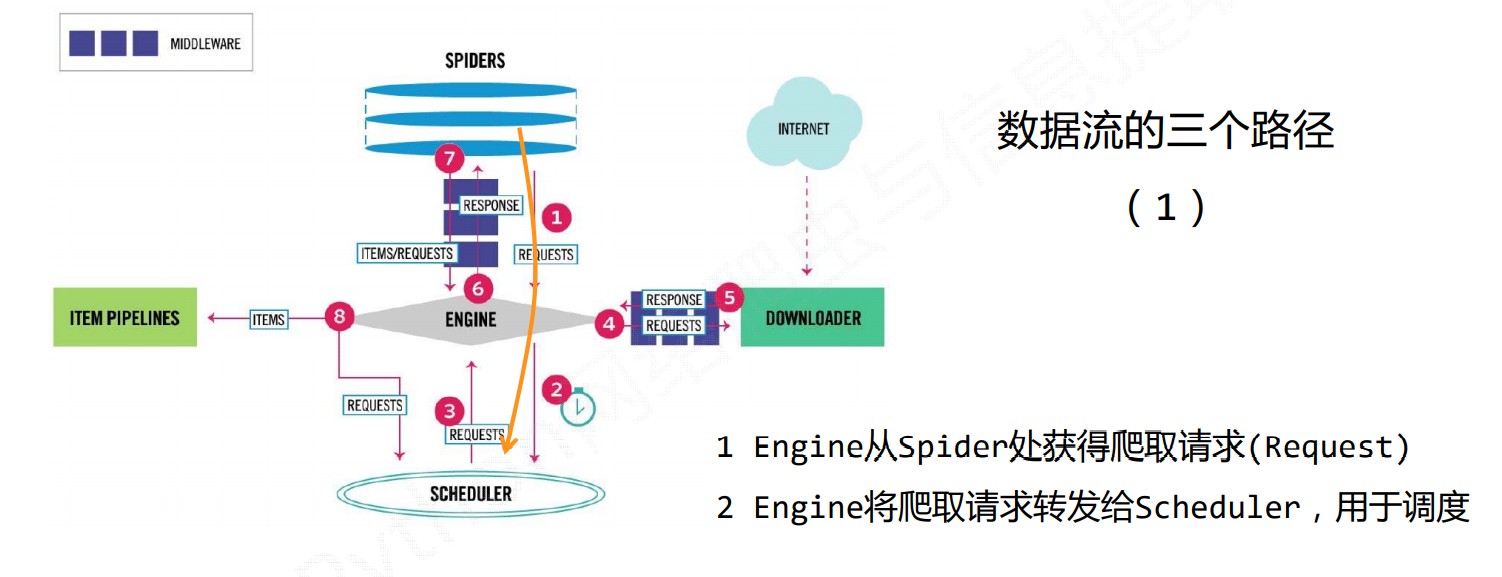 MIDDLEWARE
SPIDERS
INTERNET
数据流的三个路径
(1)
7
RESPONSE
1
ITEMS/REQUESTS
REQUESTS
6
5
RESPONSE
ITEM PIPELINES
ITEMS
8
ENGINE
4
REQUESTS
DOWNLOADER
2
REQUESTS
3
REQUESTS
SCHEDULER
1 Engine从Spider处获得爬取请求(Request)
2 Engine将爬取请求转发给Scheduler，用于调度